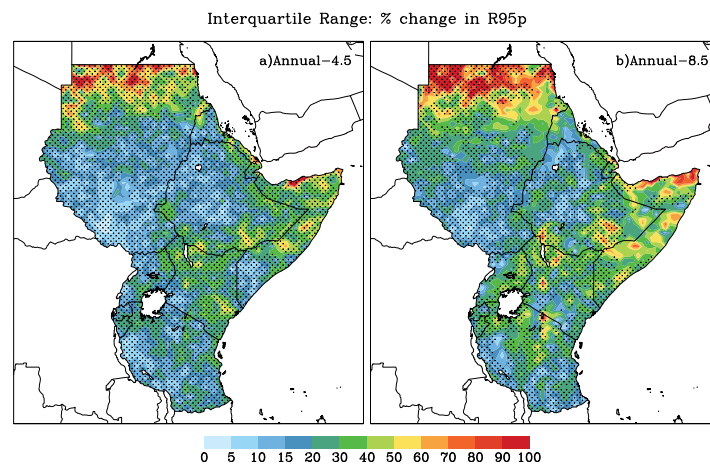 Interquartile Range: % change in R95p
a)Annual−4.5
b)Annual−8.5
0 5 10 15 20 30 40 50 60 70 80 90 100